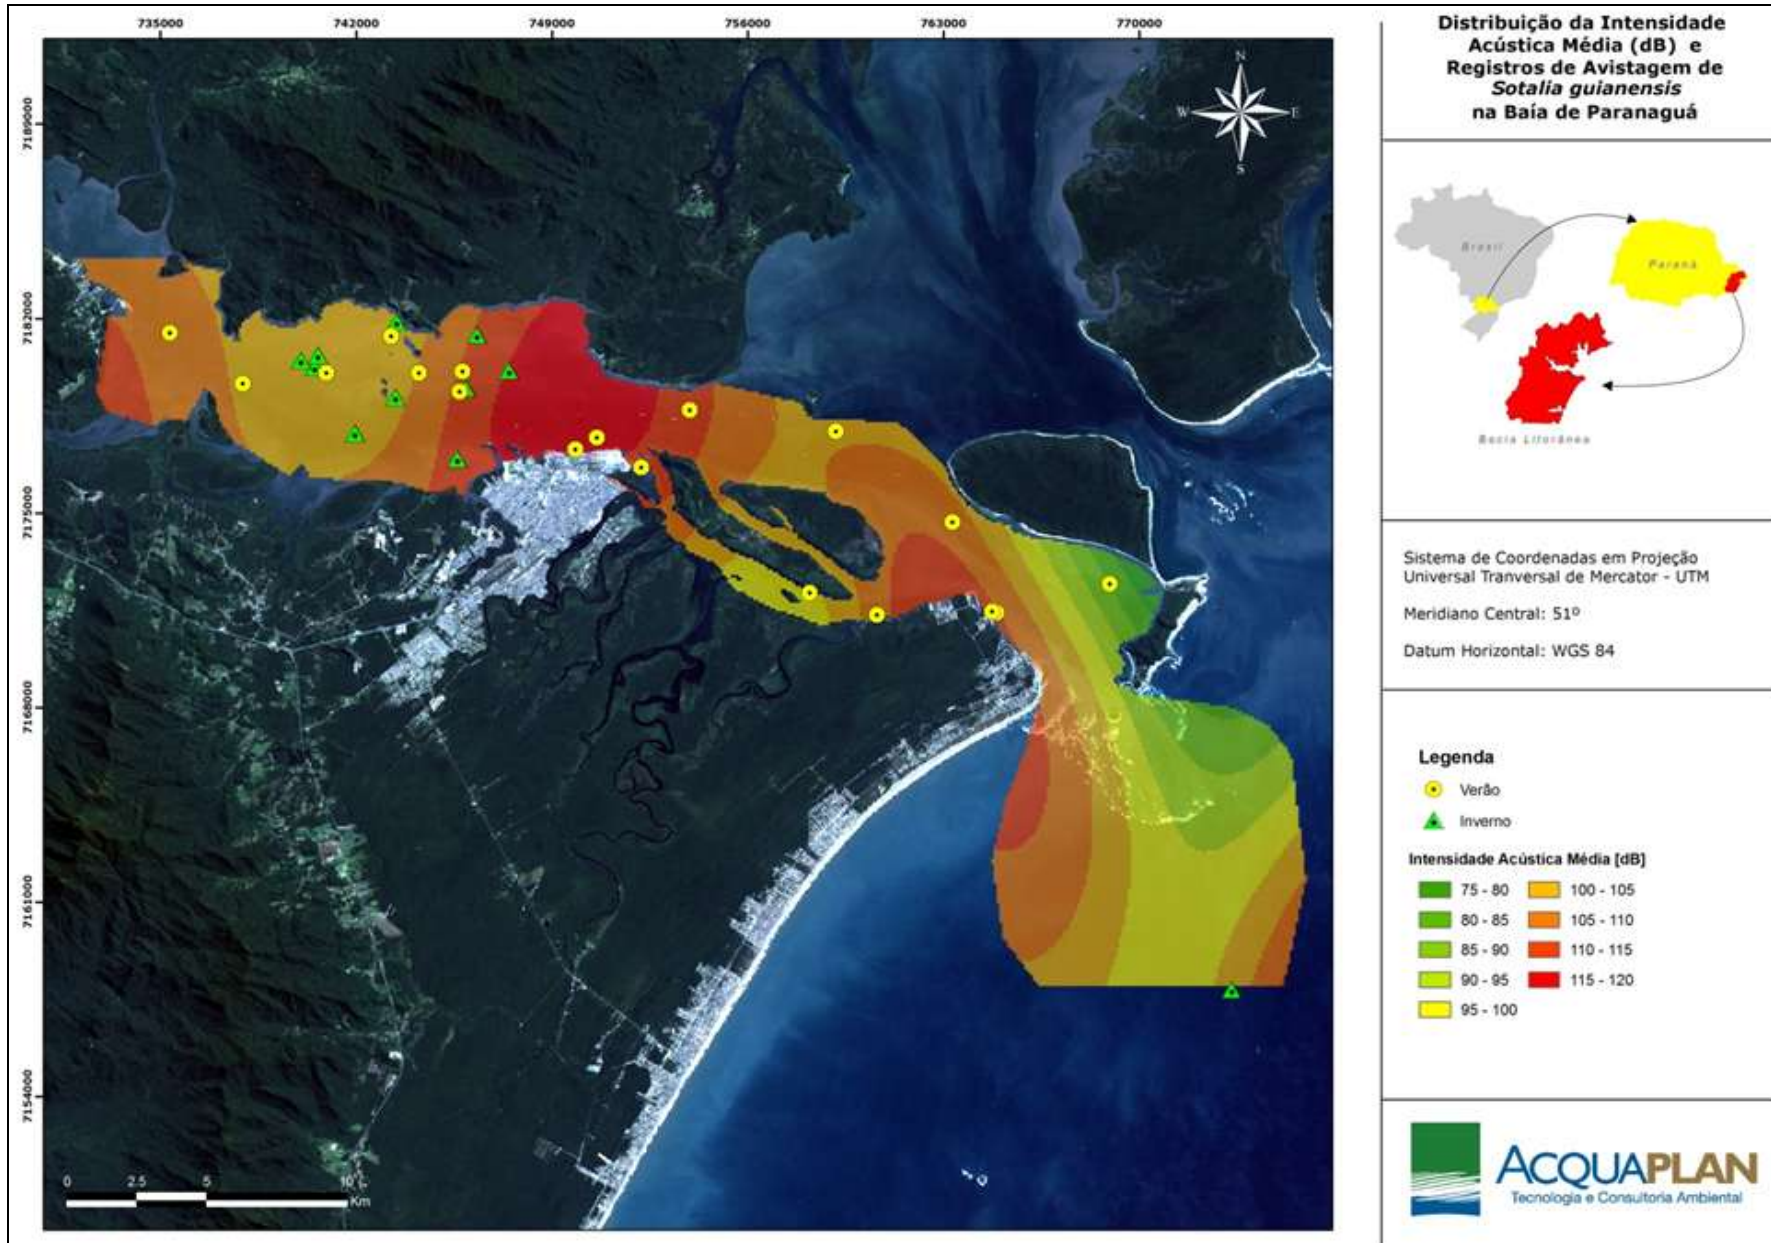 735000 742000 749000 756000 763000 770000
7189000
7182000
7175000
7168000
7161000
7154000
N
W E
S
0 2.5 5 10
Km
Distribuição da Intensidade
Acústica Média (dB) e
Registros de Avistagem de
Sotalia guianensis
na Baía de Paranaguá
Brasil
Paraná
Bacia Litorânea
Sistema de Coordenadas em Projeção
Universal Tranversal de Mercator - UTM
Meridiano Central: 51º
Datum Horizontal: WGS 84
Legenda
Verão
Inverno
Intensidade Acústica Média [dB]
75 - 80 100 - 105
80 - 85 105 - 110
85 - 90 110 - 115
90 - 95 115 - 120
95 - 100
ACQUAPLAN
Tecnologia e Consultoria Ambiental